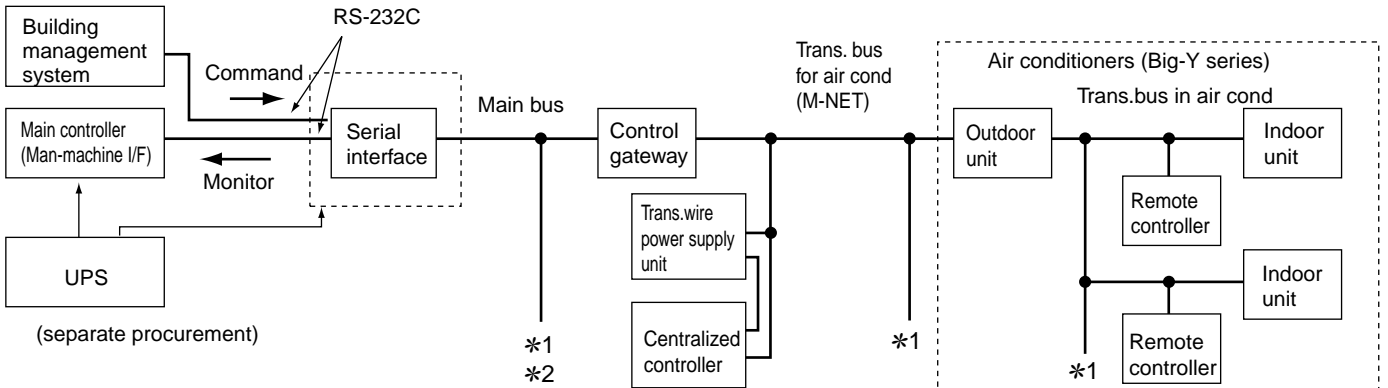 Building
management
system
RS-232C
Command
Main controller
(Man-machine I/F)
Monitor
Serial
interface
UPS
(separate procurement)
Main bus
*1
*2
Control
gateway
Trans.wire
power supply
unit
Centralized
controller
Trans. bus
for air cond
(M-NET)
*1
Air conditioners (Big-Y series)
Trans.bus in air cond
Outdoor
unit
Indoor
unit
Remote
controller
Indoor
unit
Remote
controller
*1